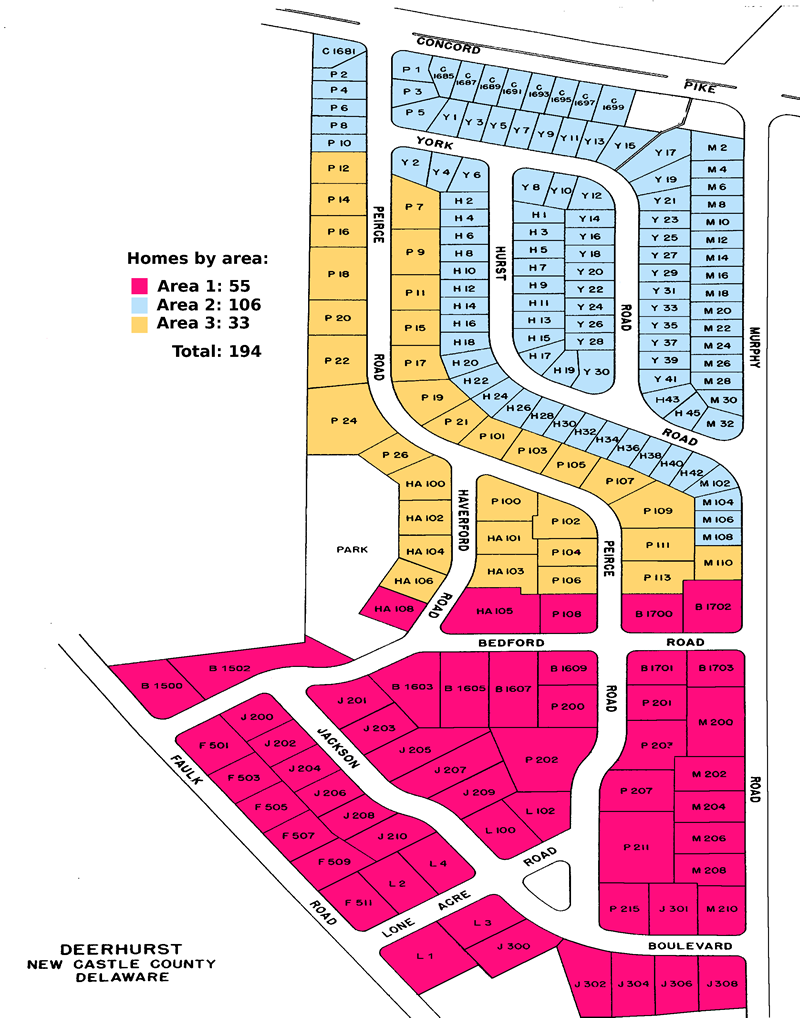 CONCORD
PIKE
C 1681
P 2
P 4
P 6
P 8
P 10
P 12
P 14
P 16
P 18
P 20
P 22
P 24
P 26
P 1
P 3
P 5
C 1685
C 1687
C 1689
C 1691
C 1693
C 1695
C 1697
C 1699
Y 1
Y 3
Y 5
Y 7
Y 9
Y 11
Y 13
Y 15
Y 17
Y 19
Y 21
Y 23
Y 25
Y 27
Y 29
Y 31
Y 33
Y 35
Y 37
Y 39
Y 41
H 43
H 45
M 2
M 4
M 6
M 8
M 10
M 12
M 14
M 16
M 18
M 20
M 22
M 24
M 26
M 28
M 30
M 32
YORK
ROAD
Y 2
Y 4
Y 6
Y 8
Y 10
Y 12
Y 14
Y 16
Y 18
Y 20
Y 22
Y 24
Y 26
Y 28
Y 30
H 1
H 3
H 5
H 7
H 9
H 11
H 13
H 15
H 17
H 19
HURST
ROAD
H 2
H 4
H 6
H 8
H 10
H 12
H 14
H 16
H 18
H 20
H 22
H 24
H 26
H 28
H 30
H 32
H 34
H 36
H 38
H 40
H 42
M 102
M 104
M 106
M 108
M 110
PEIRCE
ROAD
P 7
P 9
P 11
P 15
P 17
P 19
P 21
P 101
P 103
P 105
P 107
P 109
P 111
P 113
MURPHY
ROAD
Homes by area:
Area 1: 55
Area 2: 106
Area 3: 33
Total: 194
PARK
HA 100
HA 102
HA 104
HA 106
HA 108
HAVERFORD
ROAD
P 100
HA 101
HA 103
HA 105
P 102
P 104
P 106
P 108
PEIRCE
ROAD
B 1700
B 1702
BEDFORD
ROAD
B 1500
B 1502
B 1603
B 1605
B 1607
B 1609
P 200
B 1701
B 1703
P 201
P 203
P 207
P 211
P 215
J 301
M 200
M 202
M 204
M 206
M 208
M 210
J 201
J 203
J 205
J 207
J 209
P 202
L 100
L 102
JACKSON
J 200
J 202
J 204
J 206
J 208
J 210
F 501
F 503
F 505
F 507
F 509
F 511
L 2
L 4
FAULK
ROAD
LONE ACRE ROAD
L 1
L 3
J 300
BOULEVARD
J 302
J 304
J 306
J 308
DEERHURST
NEW CASTLE COUNTY
DELAWARE